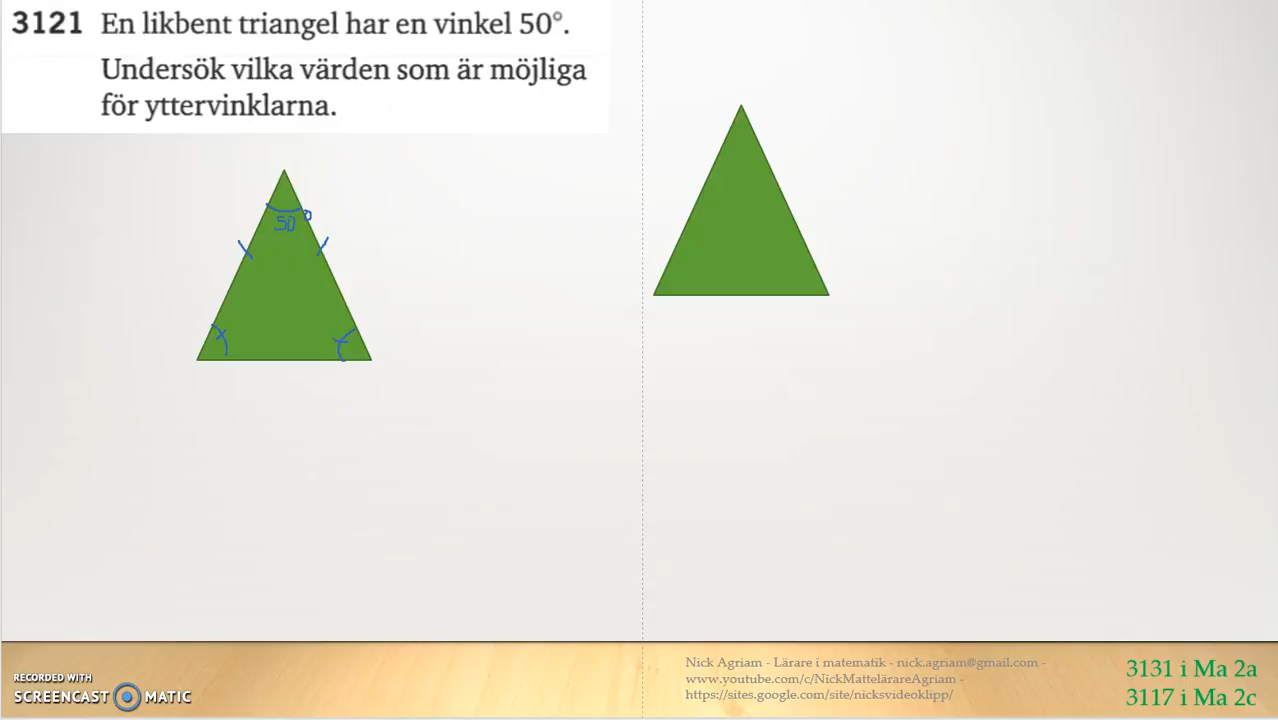 3121 En likbent triangel har en vinkel 50°.
Undersök vilka värden som är möjliga
för yttervinklarna.
50°
x
x
Nick Agriam - Lärare i matematik - nick.agriam@gmail.com -
www.youtube.com/c/NickMattelärareAgriam -
https://sites.google.com/site/nicksvideoklipp/
3131 i Ma 2a
3117 i Ma 2c
RECORDED WITH
SCREENCAST MATIC